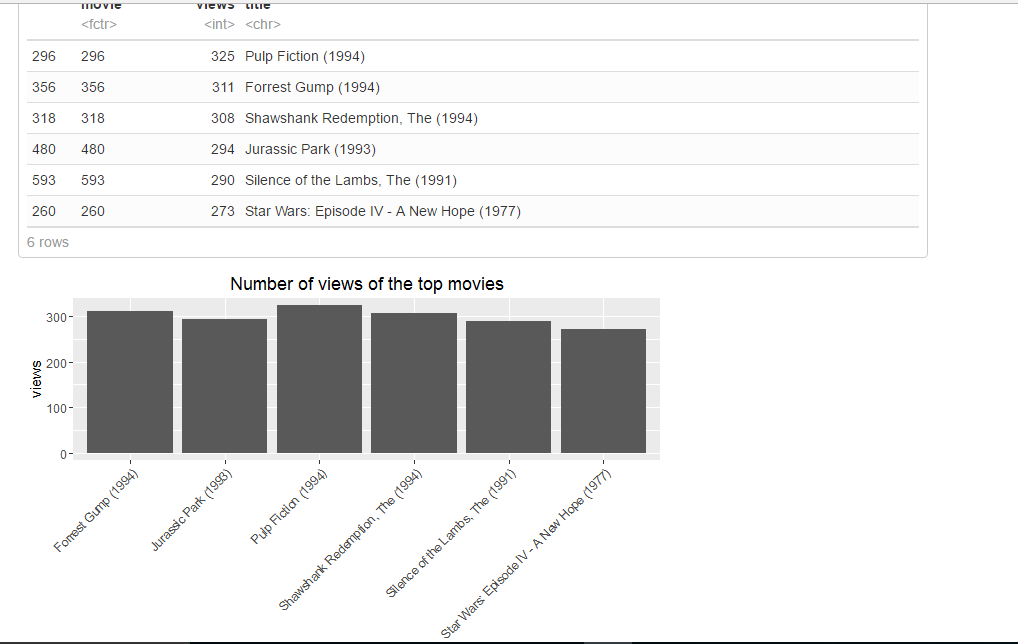 movie views title
<fctr> <int> <chr>
296 296 325 Pulp Fiction (1994)
356 356 311 Forrest Gump (1994)
318 318 308 Shawshank Redemption, The (1994)
480 480 294 Jurassic Park (1993)
593 593 290 Silence of the Lambs, The (1991)
260 260 273 Star Wars: Episode IV - A New Hope (1977)
6 rows
Number of views of the top movies
views
300
200
100
0
Forrest Gump (1994)
Jurassic Park (1993)
Pulp Fiction (1994)
Shawshank Redemption, The (1994)
Silence of the Lambs, The (1991)
Star Wars: Episode IV - A New Hope (1977)